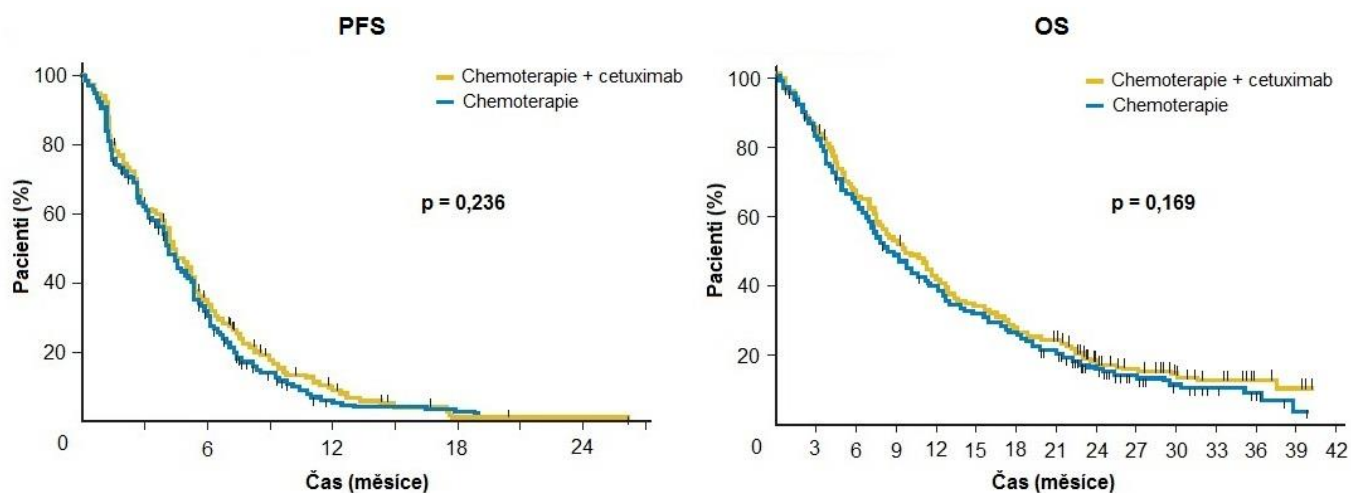 PFS
100
80
60
40
20
0
Pacienti (%)
Chemoterapie + cetuximab
Chemoterapie
p = 0,236
6
12
18
24
Čas (měsíce)
OS
100
80
60
40
20
0
Pacienti (%)
Chemoterapie + cetuximab
Chemoterapie
p = 0,169
3
6
9
12
15
18
21
24
27
30
33
36
39
42
Čas (měsíce)